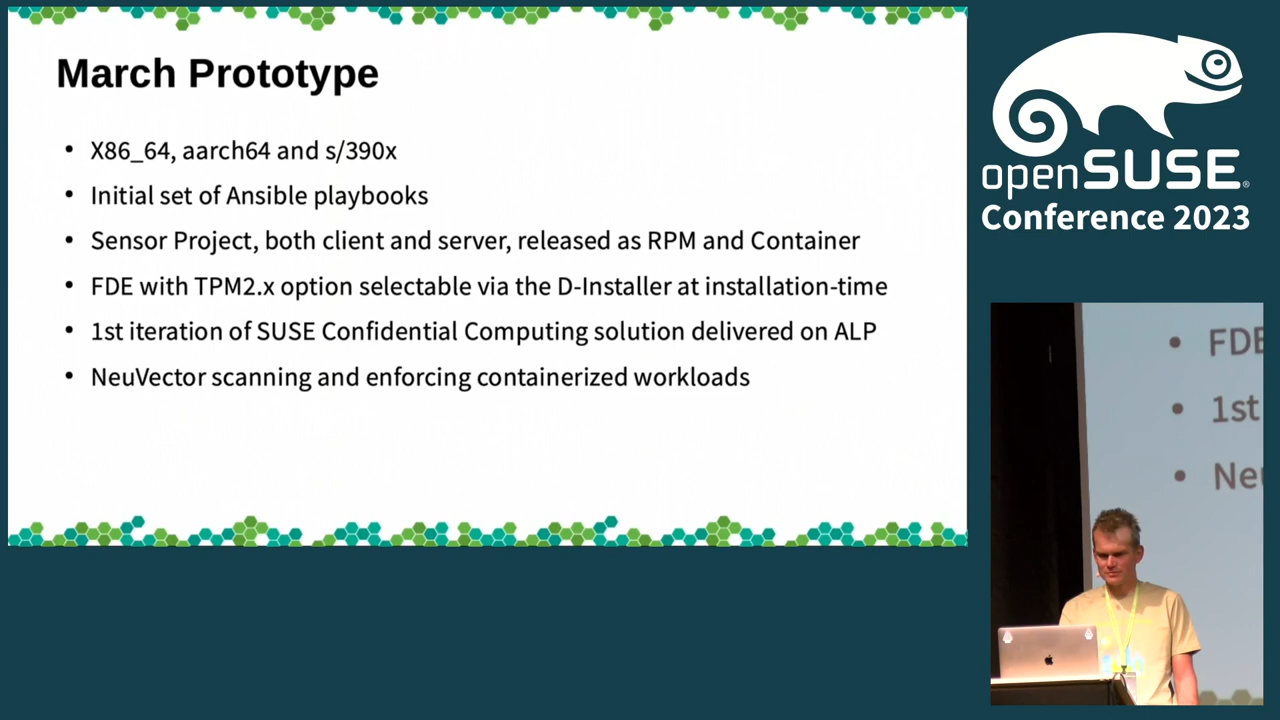 March Prototype
• X86_64, aarch64 and s/390x
• Initial set of Ansible playbooks
• Sensor Project, both client and server, released as RPM and Container
• FDE with TPM2.x option selectable via the D-Installer at installation-time
• 1st iteration of SUSE Confidential Computing solution delivered on ALP
• NeuVector scanning and enforcing containerized workloads
openSUSE®
Conference 2023
• FDE
• 1st
• Neu